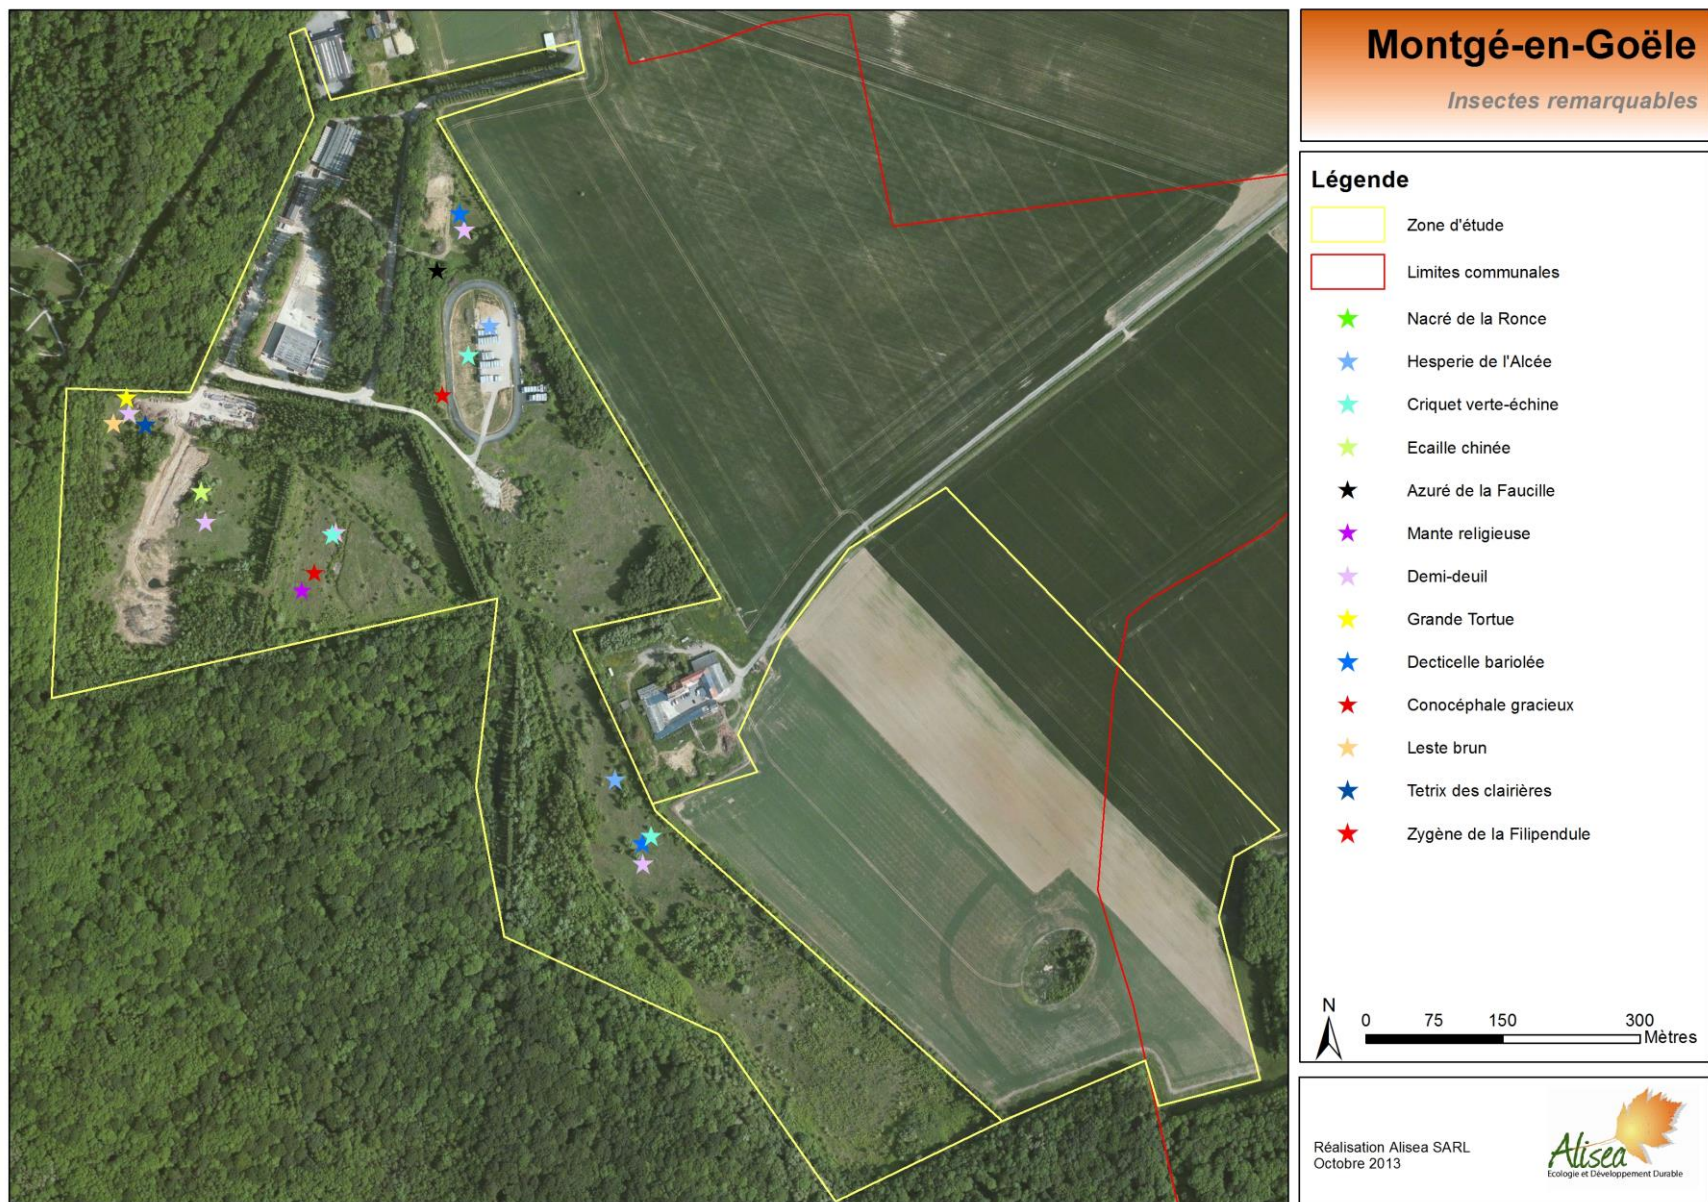 Montgé-en-Goële
Insectes remarquables
Légende
Zone d'étude
Limites communales
Nacré de la Ronce
Hesperie de l'Alcée
Criquet verte-échine
Ecaille chinée
Azuré de la Faucille
Mante religieuse
Demi-deuil
Grande Tortue
Decticelle bariolée
Conocéphale gracieux
Leste brun
Tetrix des clairières
Zygène de la Filipendule
N
0 75 150 300
Mètres
Réalisation Alisea SARL
Octobre 2013
Alisea
Ecologie et Développement Durable